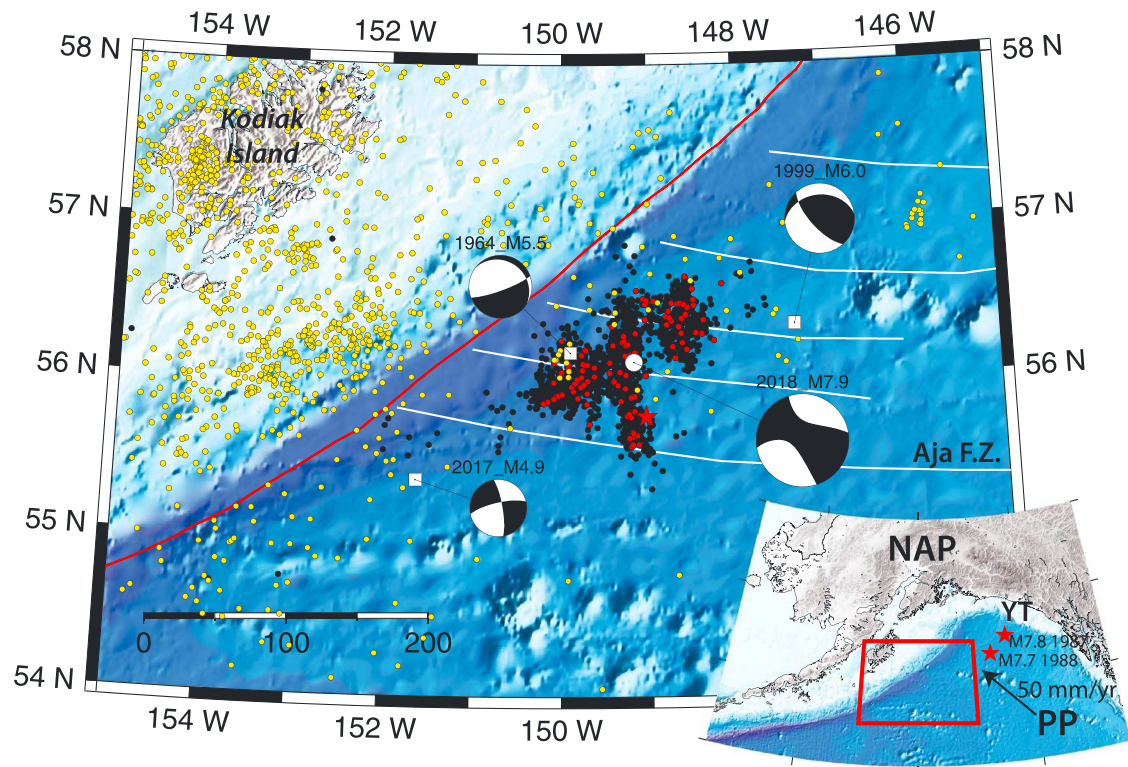 154 W
152 W
150 W
148 W
146 W
58 N
58 N
Kodiak
Island
1999_M6.0
57 N
57 N
1964_M5.5
56 N
56 N
2018_M7.9
Aja F.Z.
2017_M4.9
55 N
NAP
YT
M7.8 1987
M7.7 1988
0
100
200
50 mm/yr
PP
54 N
154 W
152 W
150 W